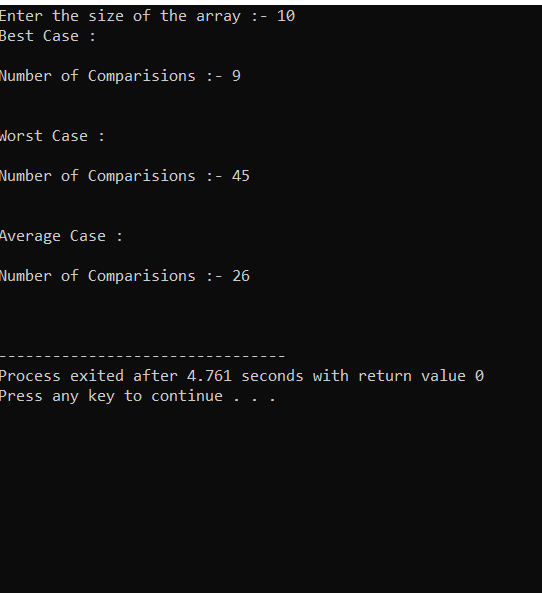 Enter the size of the array :- 10
Best Case :
Number of Comparisions :- 9
Worst Case :
Number of Comparisions :- 45
Average Case :
Number of Comparisions :- 26
--------------------------------
Process exited after 4.761 seconds with return value 0
Press any key to continue . . .